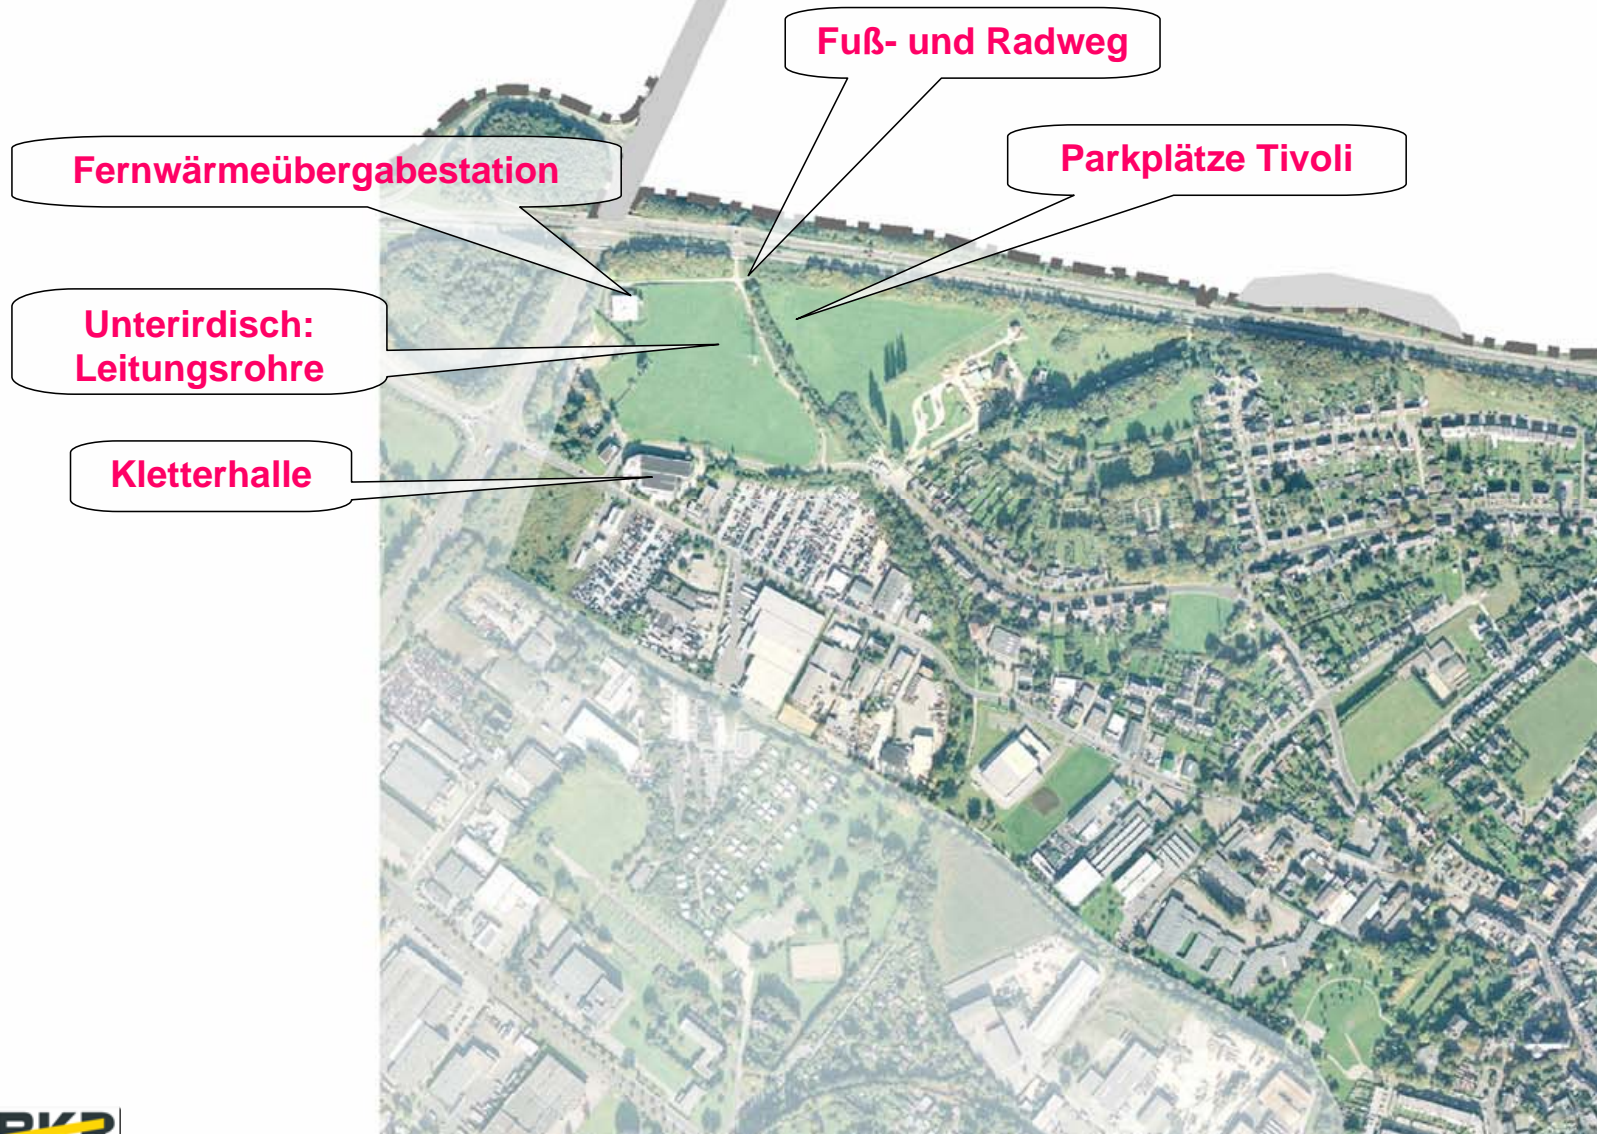 Fuß- und Radweg
Parkplätze Tivoli
Fernwärmeübergabestation
Unterirdisch:
Leitungsrohre
Kletterhalle